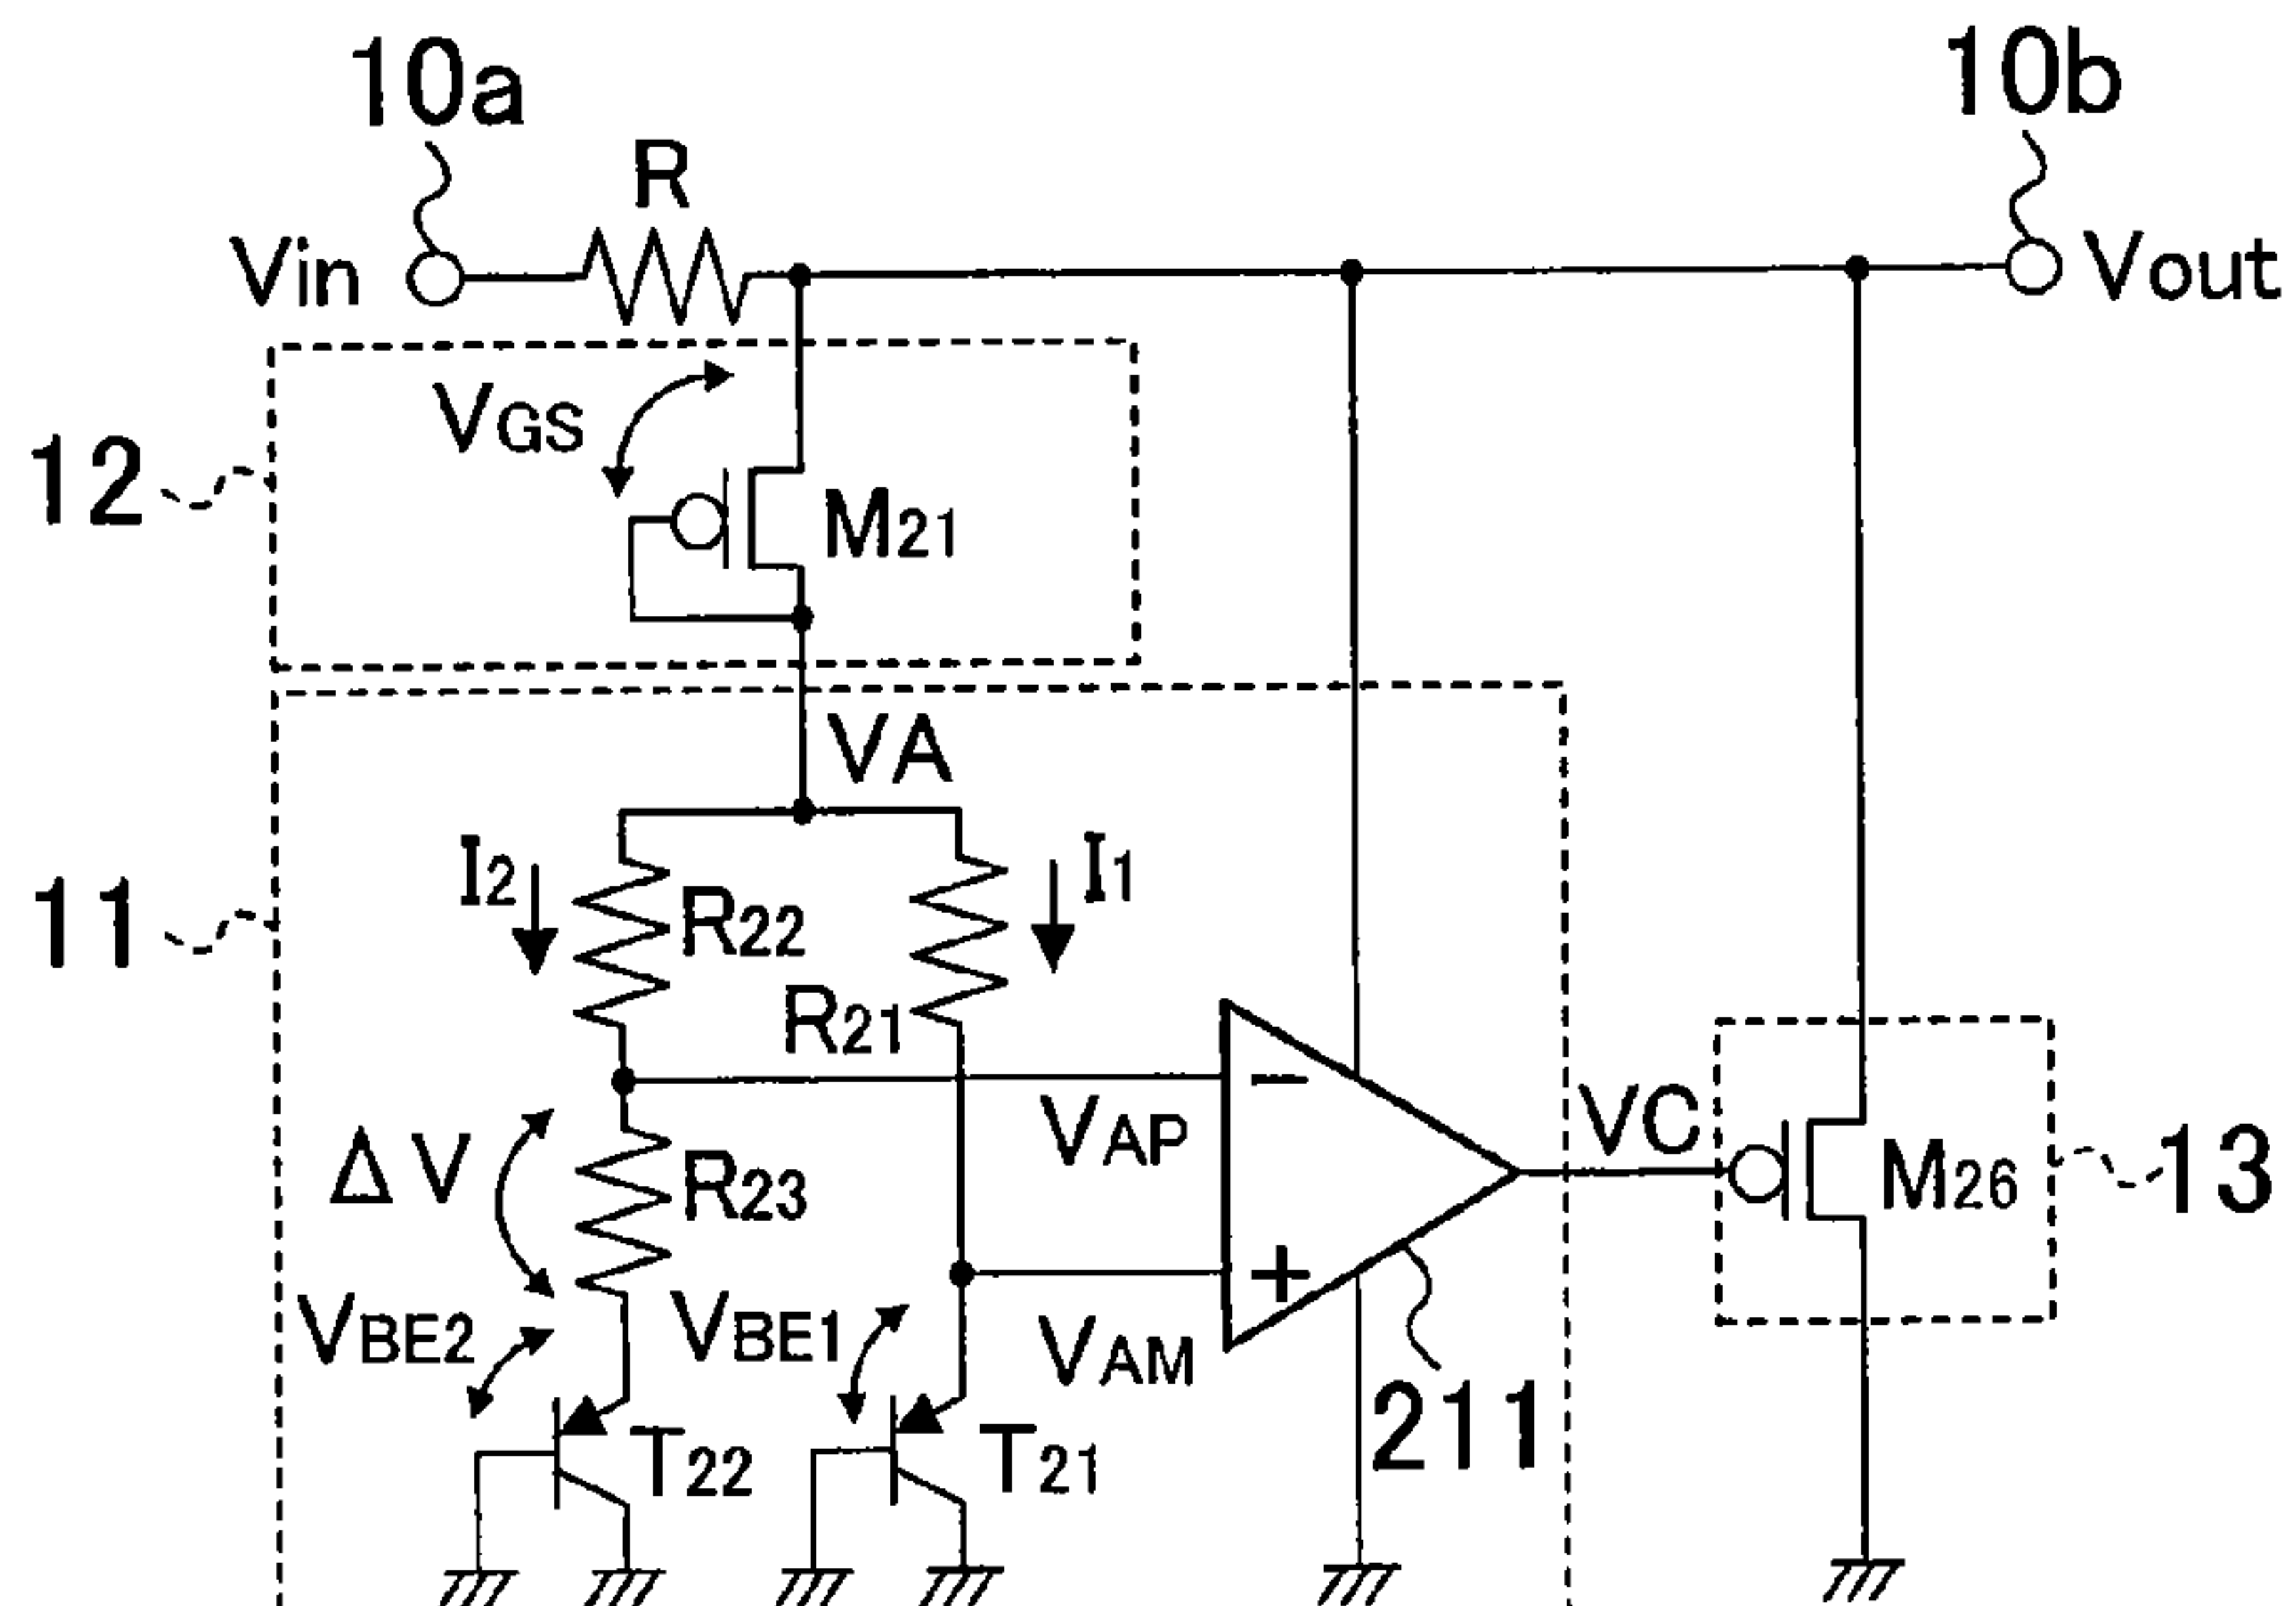 10a
10b
R
Vin
Vout
VGS
12
M21
VA
I2
I1
R22
11
R21
VAP
−
VC
ΔV
R23
M26
13
+
VBE2
VBE1
VAM
211
T22
T21